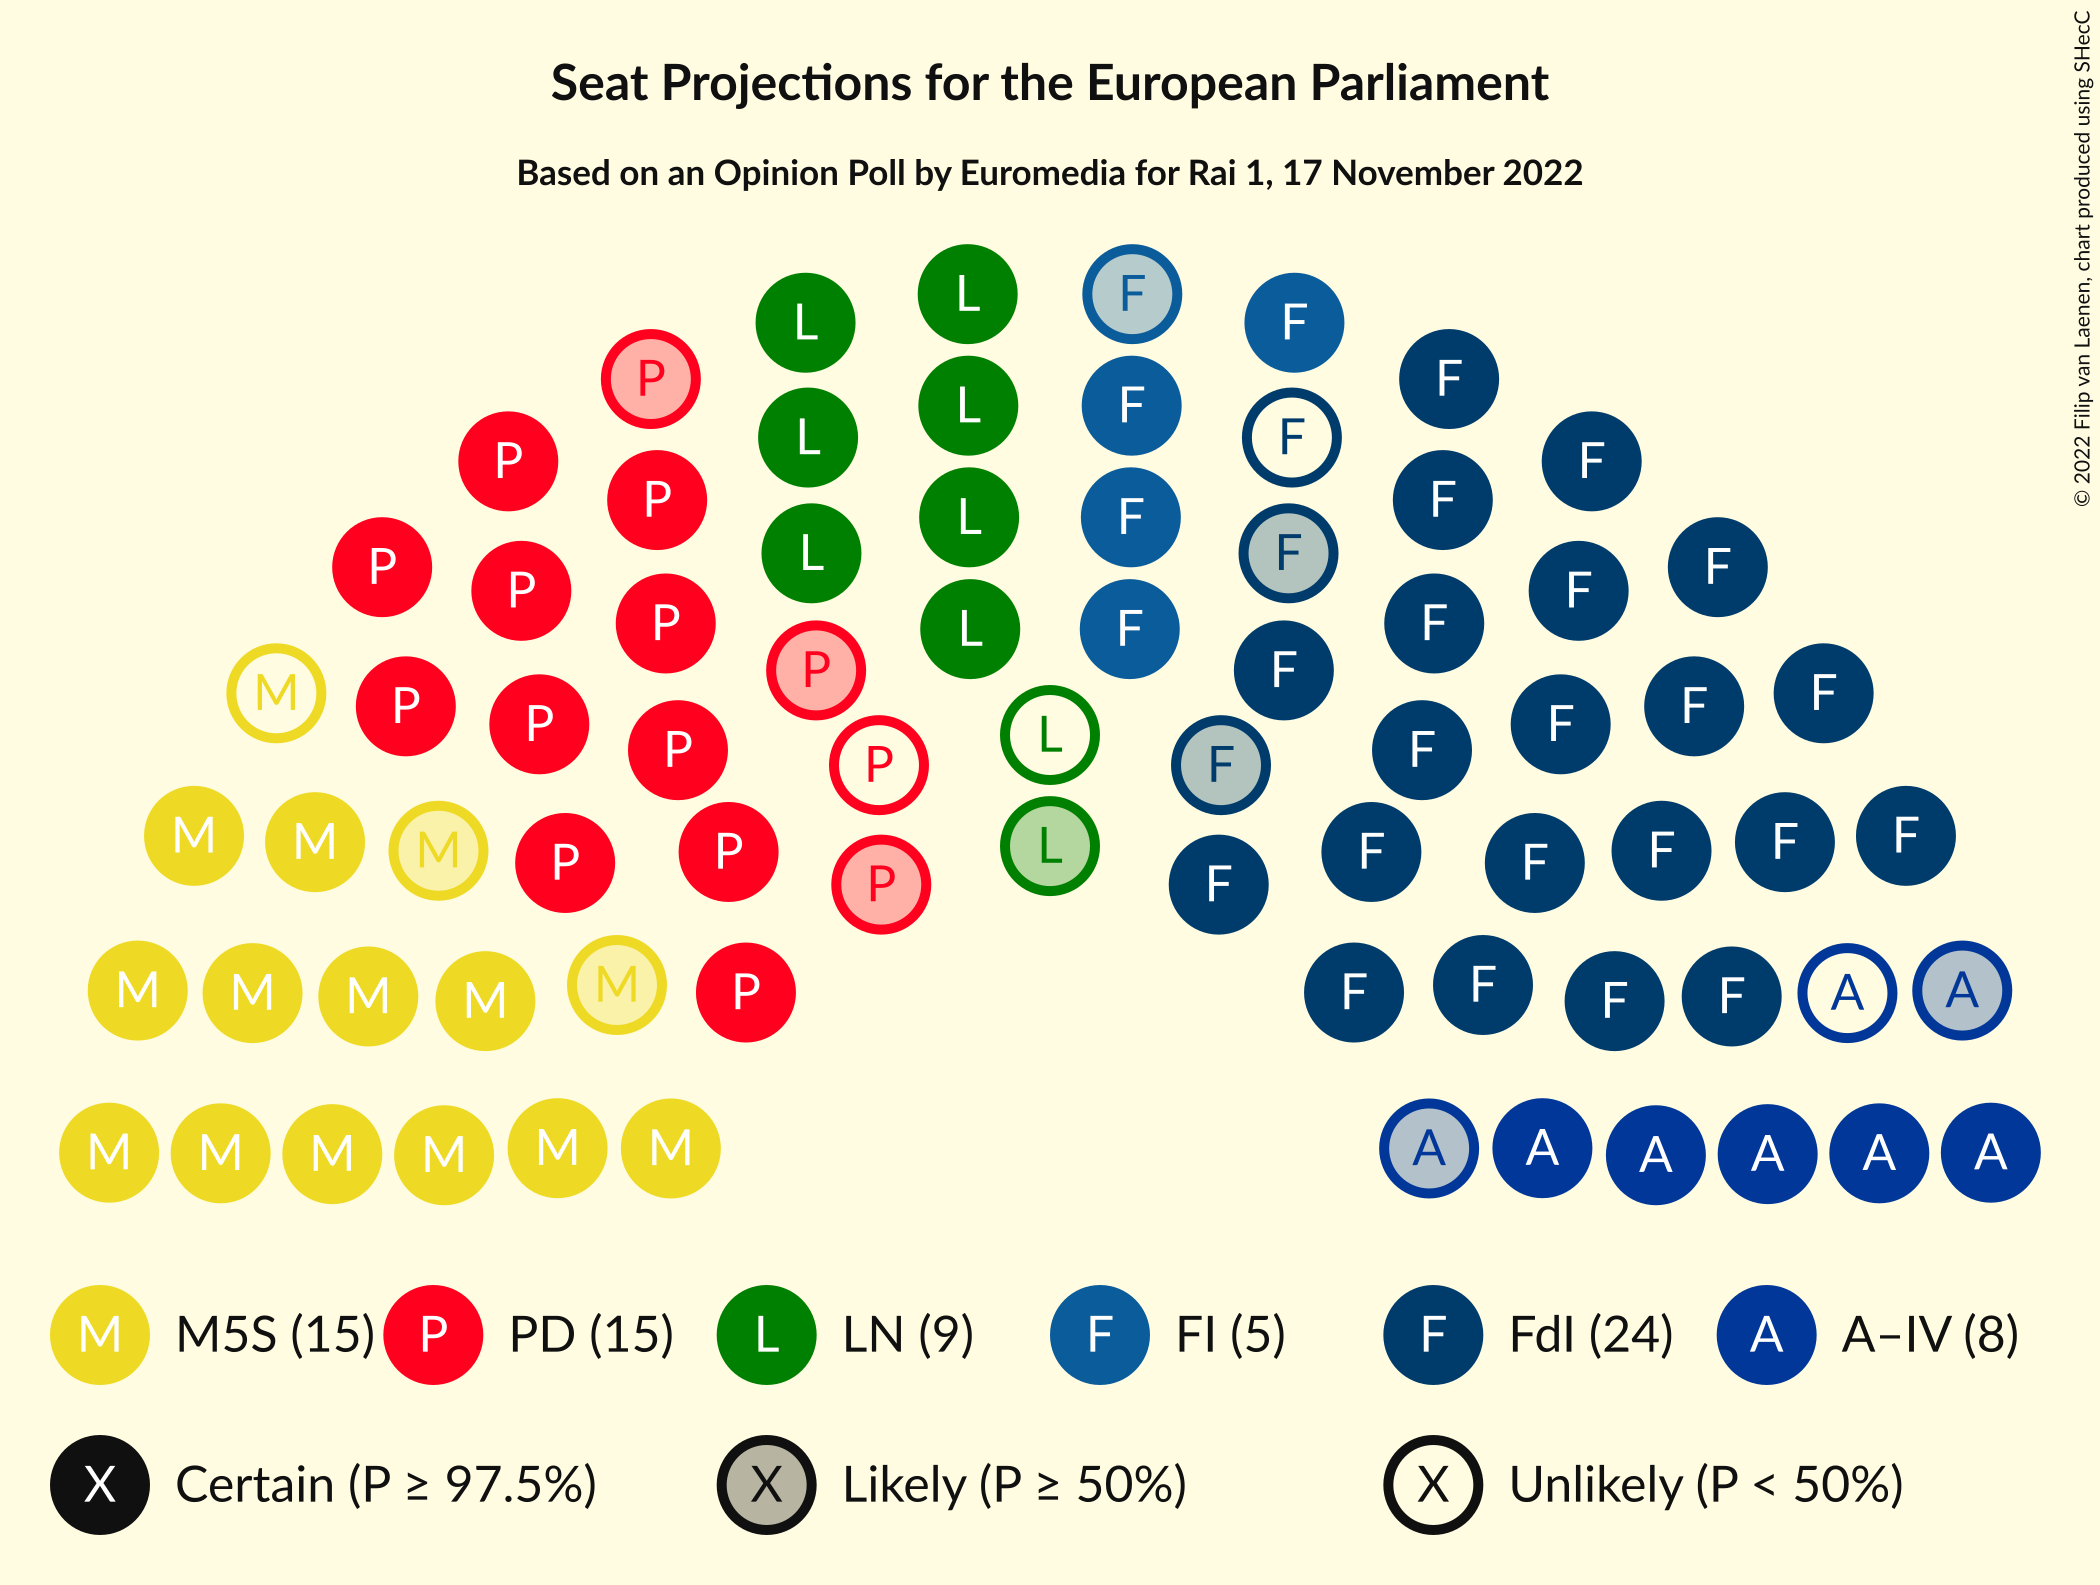 Seat Projections for the European Parliament
Based on an Opinion Poll by Euromedia for Rai 1, 17 November 2022
© 2022 Filip van Laenen, chart produced using SHecC
L L F F
P L F F
P L L F F
P P L F F F
P P L F F F
P P L F F
M P P P P L F F F F F F
M M M P P P L F F F F F F
M M M M M P F F F F A A
M M M M M M A A A A A A
M M5S (15) P PD (15) L LN (9) F FI (5) F FdI (24) A A–IV (8)
X Certain (P ≥ 97.5%) X Likely (P ≥ 50%) X Unlikely (P < 50%)